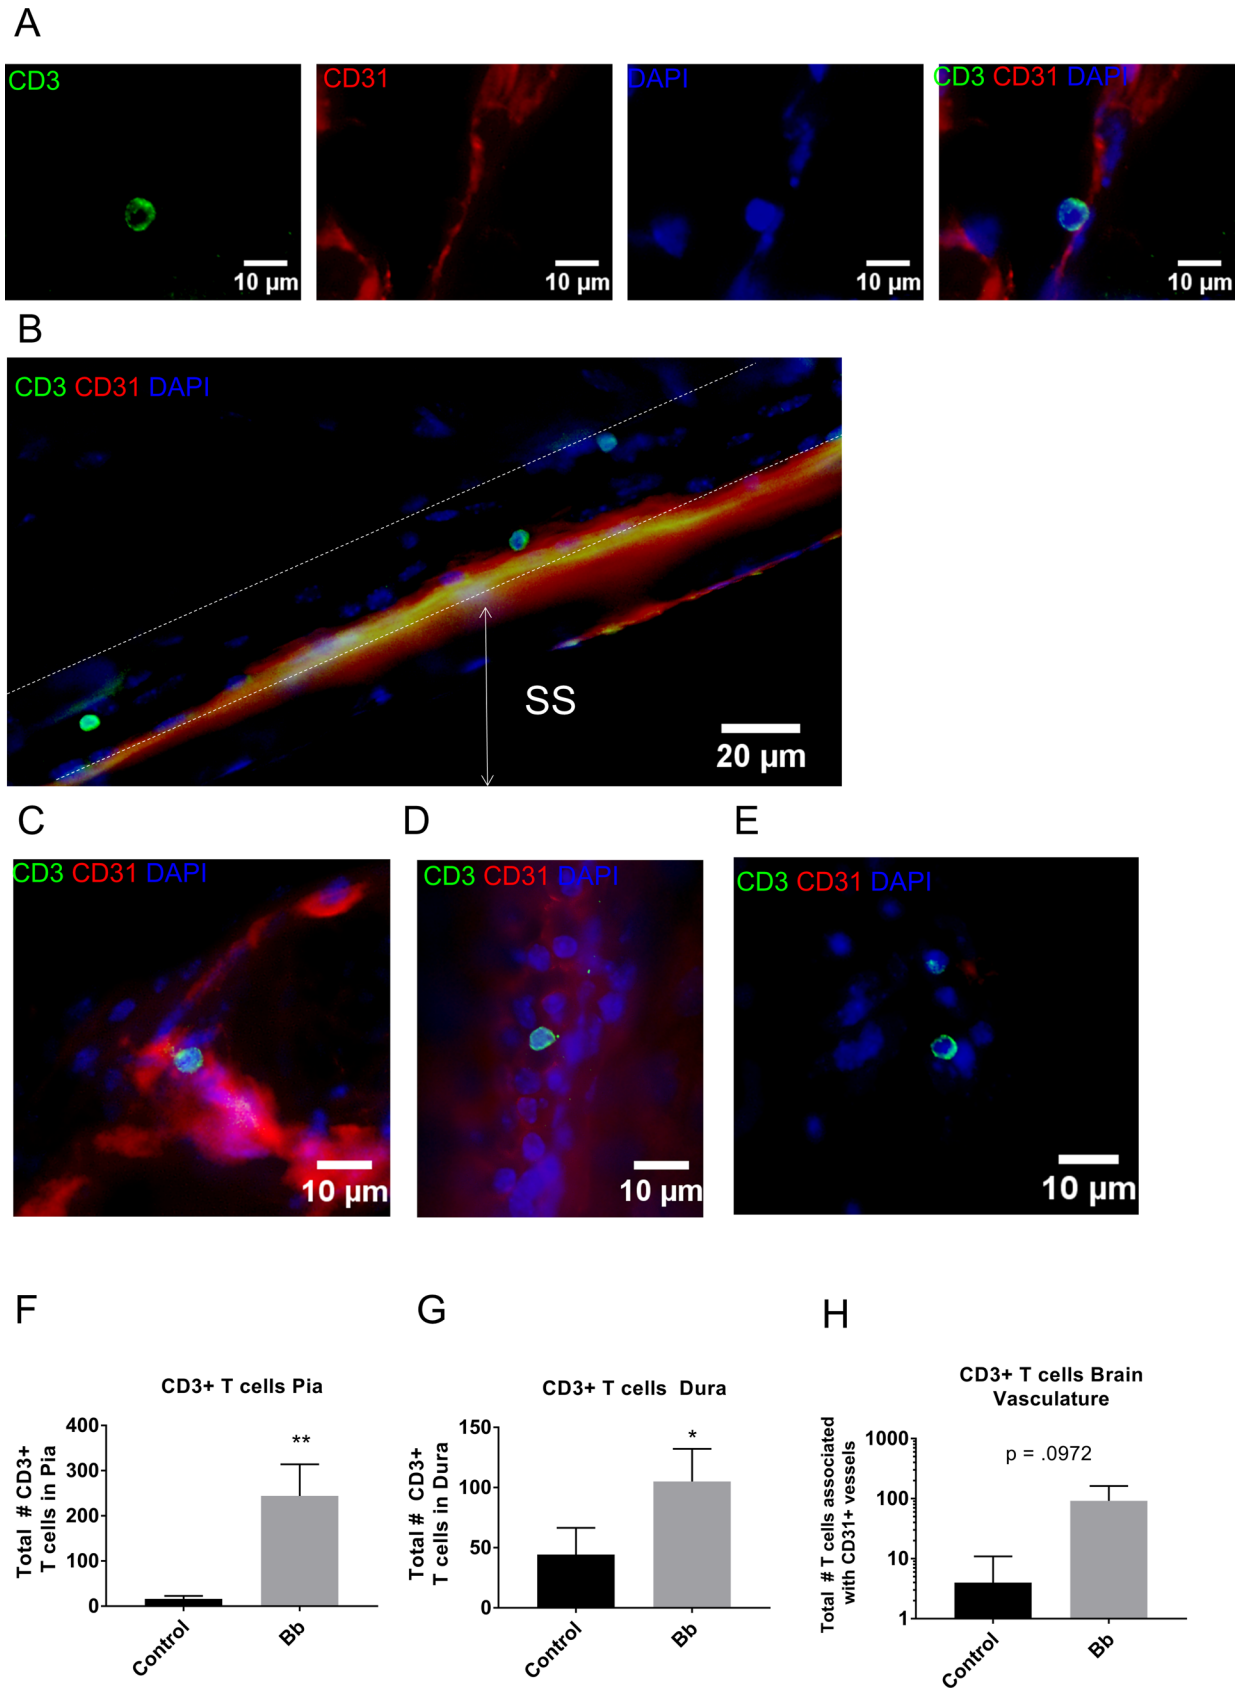 A
CD3
CD31
DAPI
CD3 CD31 DAPI
10 µm
10 µm
10 µm
10 µm
B
CD3 CD31 DAPI
SS
20 µm
C
D
E
CD3 CD31 DAPI
CD3 CD31 DAPI
CD3 CD31 DAPI
10 µm
10 µm
10 µm
F
G
H
CD3+ T cells Pia
Total # CD3+
T cells in Pia
400
300
200
100
0
**
Control
Bb
CD3+ T cells Dura
Total # CD3+
T cells in Dura
150
100
50
0
*
Control
Bb
CD3+ T cells Brain
Vasculature
Total # T cells associated
with CD31+ vessels
1000
100
10
1
p = .0972
Control
Bb